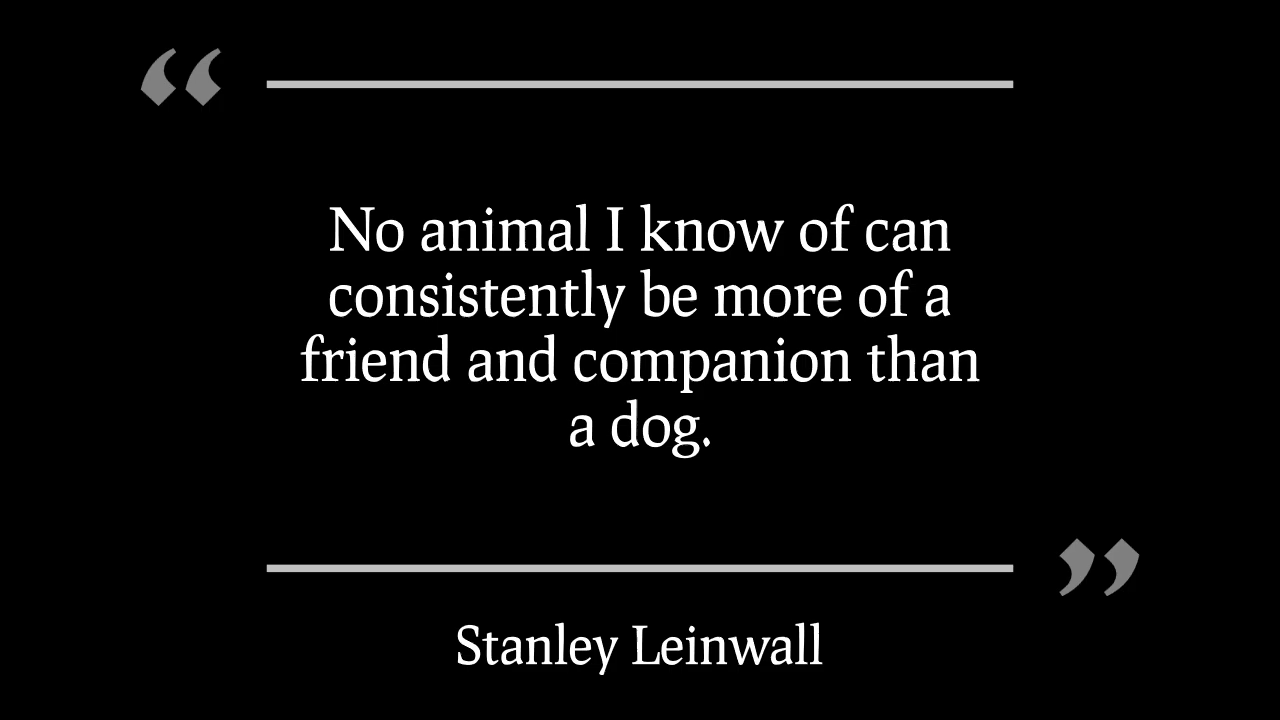 “
No animal I know of can
consistently be more of a
friend and companion than
a dog.
”
Stanley Leinwall